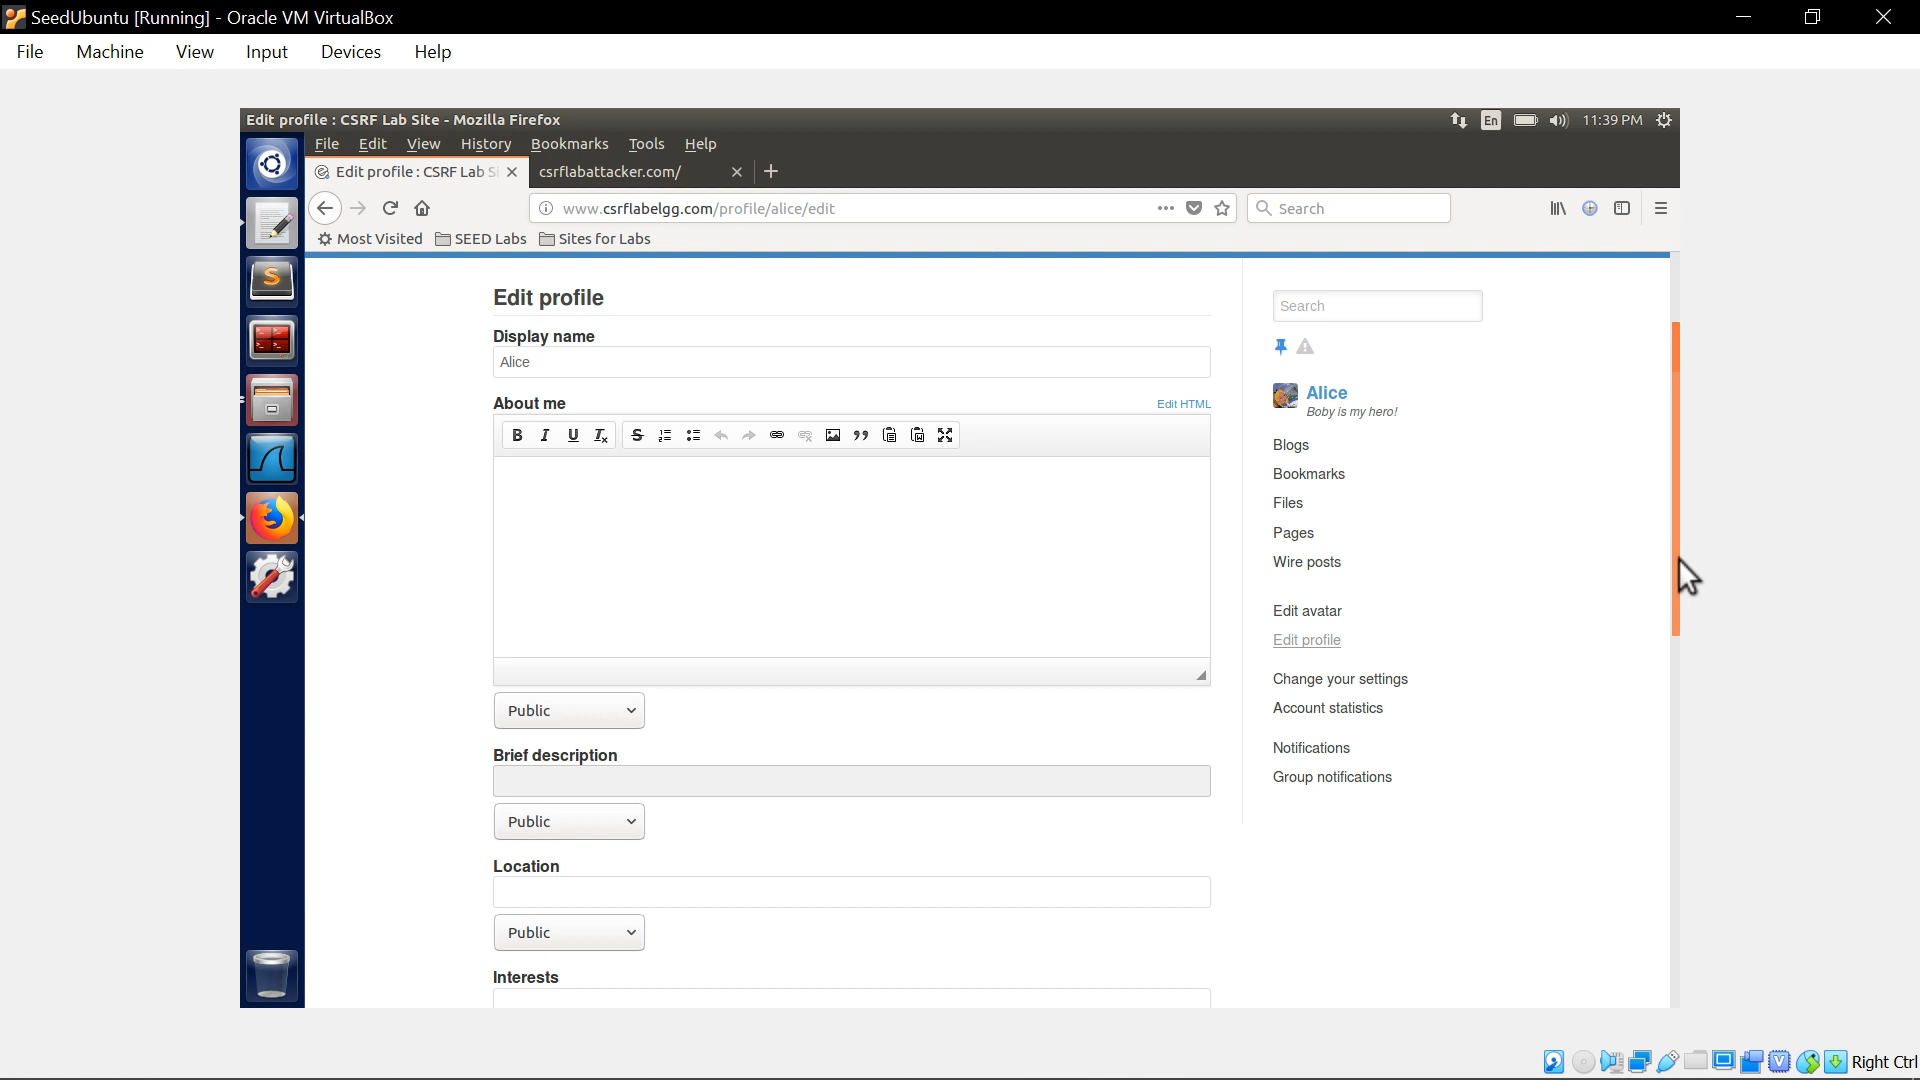 SeedUbuntu [Running] - Oracle VM VirtualBox
File Machine View Input Devices Help
Edit profile : CSRF Lab Site - Mozilla Firefox En 11:39 PM
File Edit View History Bookmarks Tools Help
Edit profile : CSRF Lab Si csrflabattacker.com/
www.csrflabelgg.com/profile/alice/edit Search
Most Visited SEED Labs Sites for Labs
Edit profile
Search
Display name
Alice
Alice
Boby is my hero!
About me Edit HTML
B I U S
Blogs
Bookmarks
Files
Pages
Wire posts
Edit avatar
Edit profile
Change your settings
Account statistics
Public
Notifications
Brief description
Group notifications
Public
Location
Public
Interests
Right Ctrl